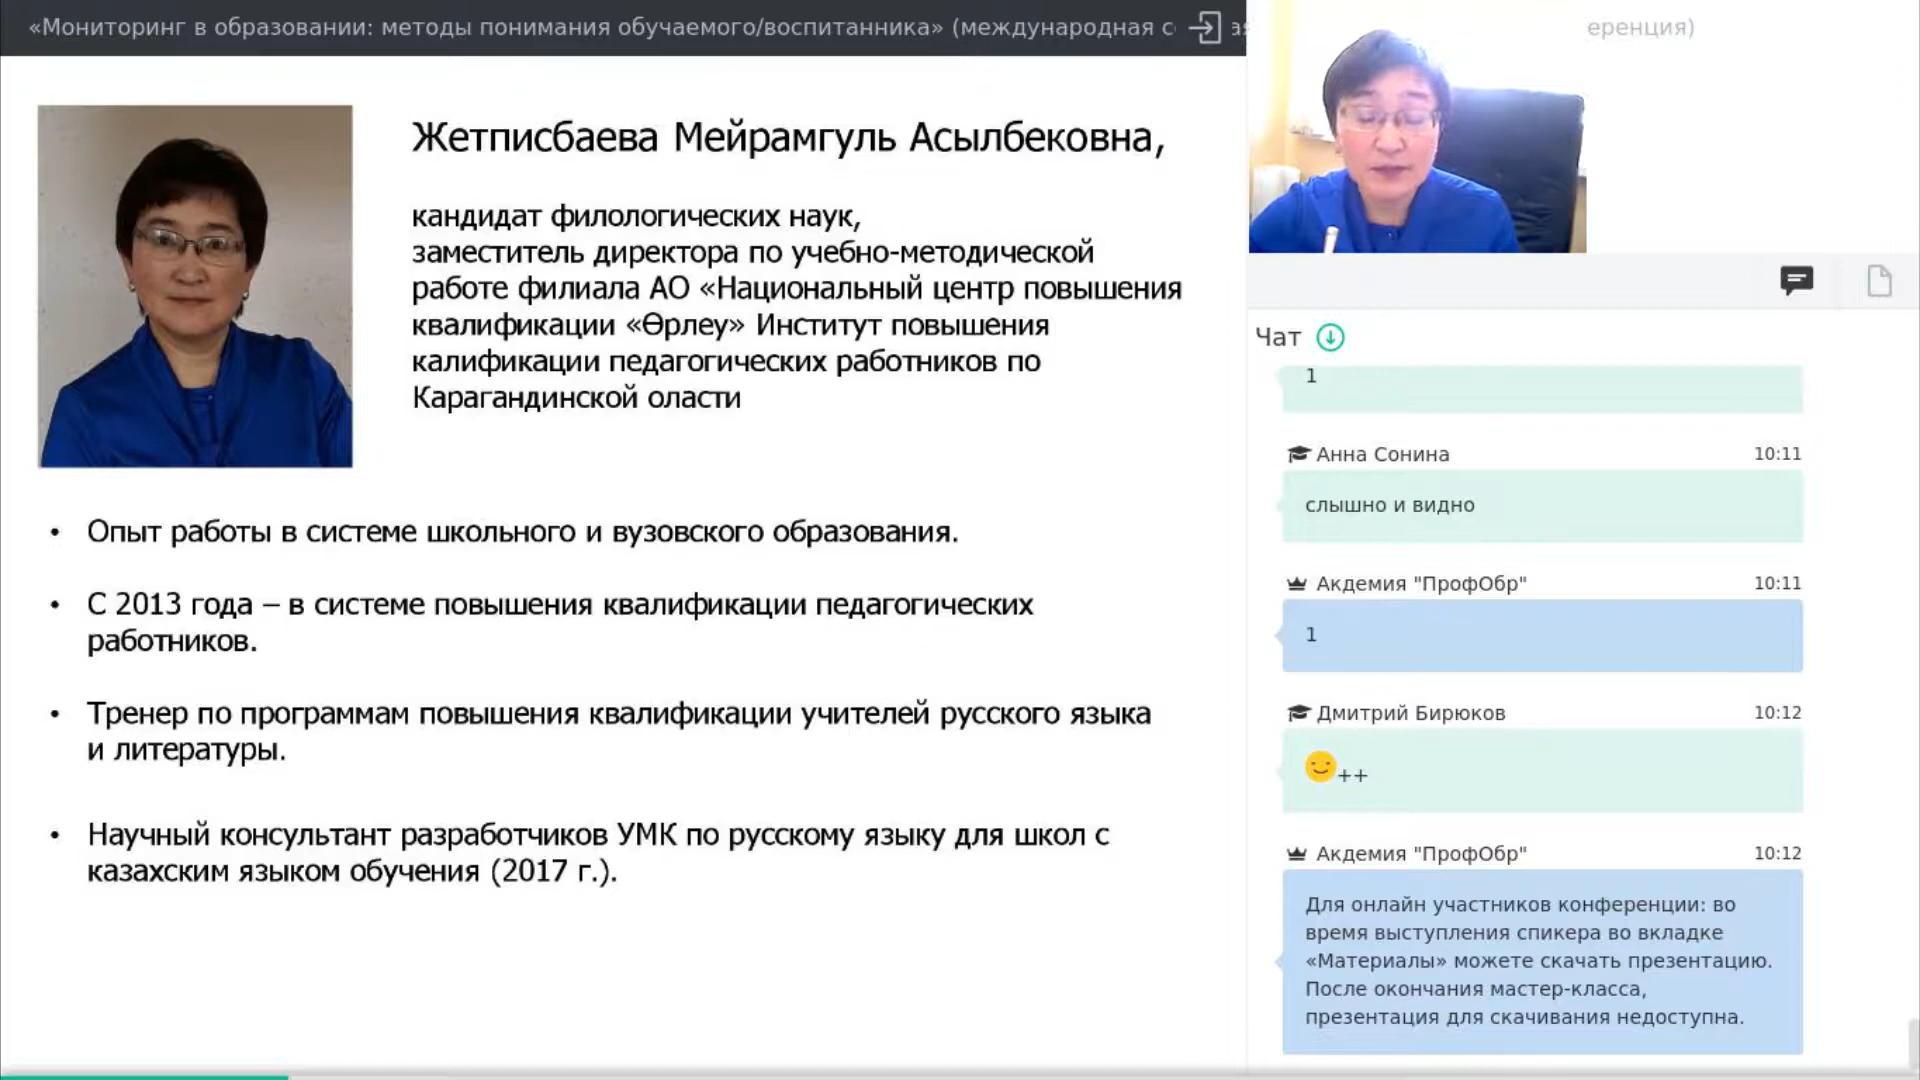 «Мониторинг в образовании: методы понимания обучаемого/воспитанника» (международная с
еренция)
Жетписбаева Мейрамгуль Асылбековна,
кандидат филологических наук,
заместитель директора по учебно-методической
работе филиала АО «Национальный центр повышения
квалификации «Өрлеу» Институт повышения
калификации педагогических работников по
Карагандинской оласти
• Опыт работы в системе школьного и вузовского образования.
• С 2013 года – в системе повышения квалификации педагогических
работников.
• Тренер по программам повышения квалификации учителей русского языка
и литературы.
• Научный консультант разработчиков УМК по русскому языку для школ с
казахским языком обучения (2017 г.).
Чат
1
Анна Сонина 10:11
слышно и видно
Акдемия "ПрофОбр" 10:11
1
Дмитрий Бирюков 10:12
++
Акдемия "ПрофОбр" 10:12
Для онлайн участников конференции: во
время выступления спикера во вкладке
«Материалы» можете скачать презентацию.
После окончания мастер-класса,
презентация для скачивания недоступна.